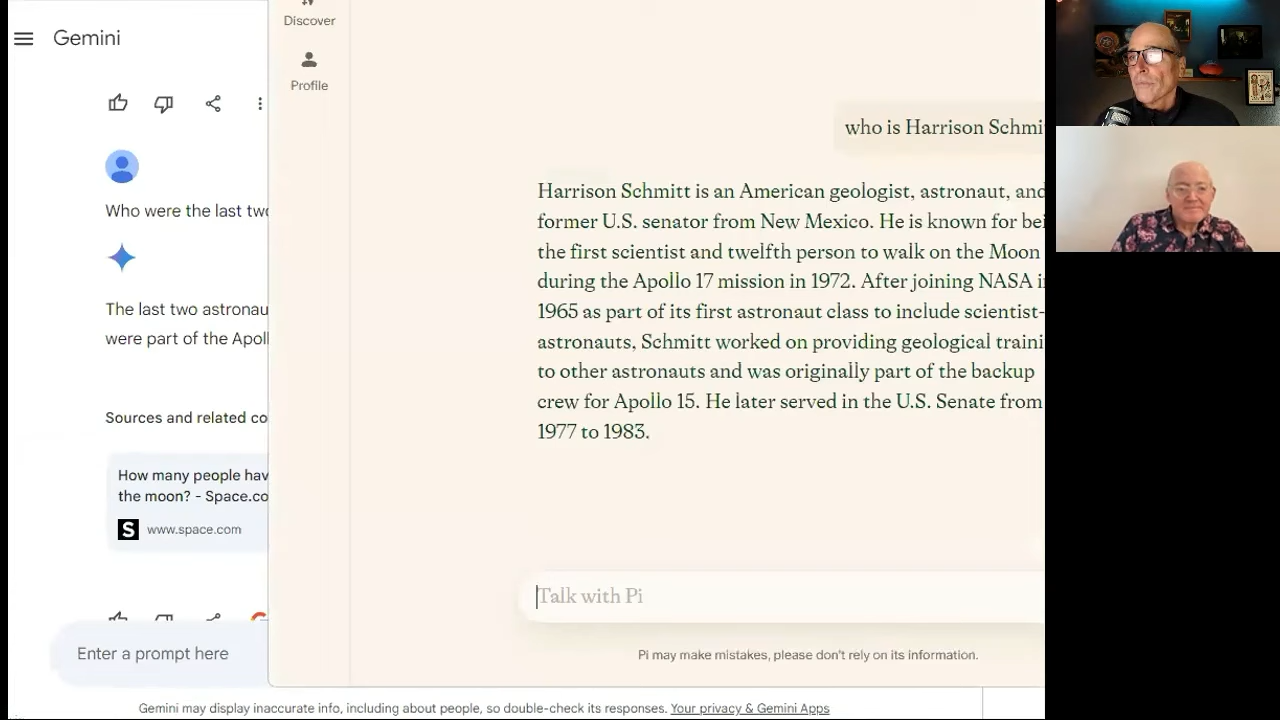 Gemini
Who were the last two
The last two astronau
were part of the Apoll
Sources and related co
How many people hav
the moon? - Space.co
S www.space.com
Enter a prompt here
Gemini may display inaccurate info, including about people, so double-check its responses. Your privacy & Gemini Apps
Discover
Profile
who is Harrison Schmi
Harrison Schmitt is an American geologist, astronaut, and
former U.S. senator from New Mexico. He is known for bei
the first scientist and twelfth person to walk on the Moon
during the Apollo 17 mission in 1972. After joining NASA i
1965 as part of its first astronaut class to include scientist-
astronauts, Schmitt worked on providing geological traini
to other astronauts and was originally part of the backup
crew for Apollo 15. He later served in the U.S. Senate from
1977 to 1983.
Talk with Pi
Pi may make mistakes, please don't rely on its information.